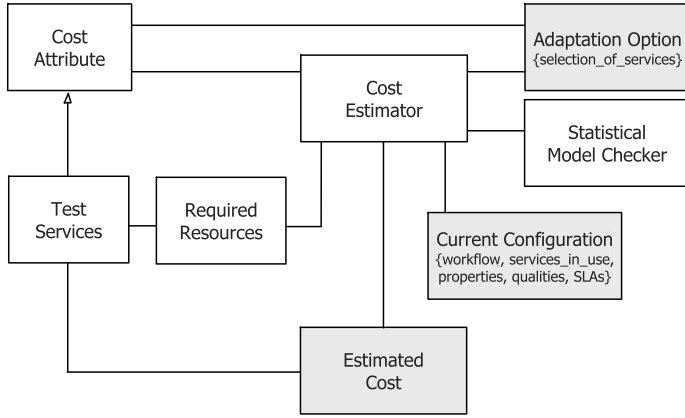 Cost
Attribute
Adaptation Option
{selection_of_services}
Cost
Estimator
Statistical
Model Checker
Test
Services
Required
Resources
Current Configuration
{workflow, services_in_use,
properties, qualities, SLAs}
Estimated
Cost